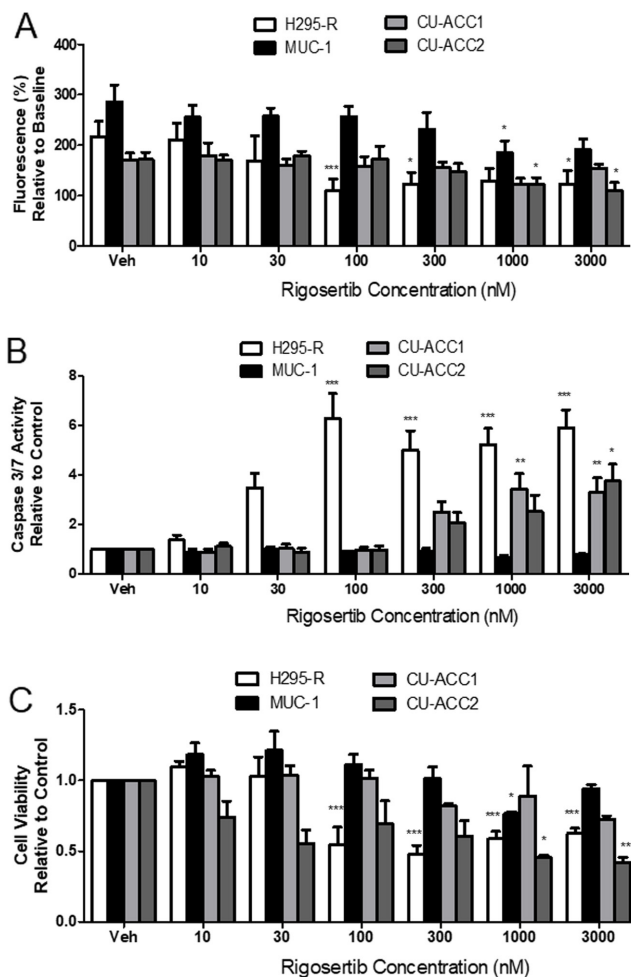 A
H295-R
CU-ACC1
MUC-1
CU-ACC2
Fluorescence (%)
Relative to Baseline
400
300
200
100
0
***
*
*
*
*
*
Veh
10
30
100
300
1000
3000
Rigosertib Concentration (nM)
B
H295-R
CU-ACC1
MUC-1
CU-ACC2
Caspase 3/7 Activity
Relative to Control
8
6
4
2
0
***
***
***
**
***
**
*
Veh
10
30
100
300
1000
3000
Rigosertib Concentration (nM)
C
H295-R
CU-ACC1
MUC-1
CU-ACC2
Cell Viability
Relative to Control
1.5
1.0
0.5
0.0
***
***
***
*
*
***
**
Veh
10
30
100
300
1000
3000
Rigosertib Concentration (nM)